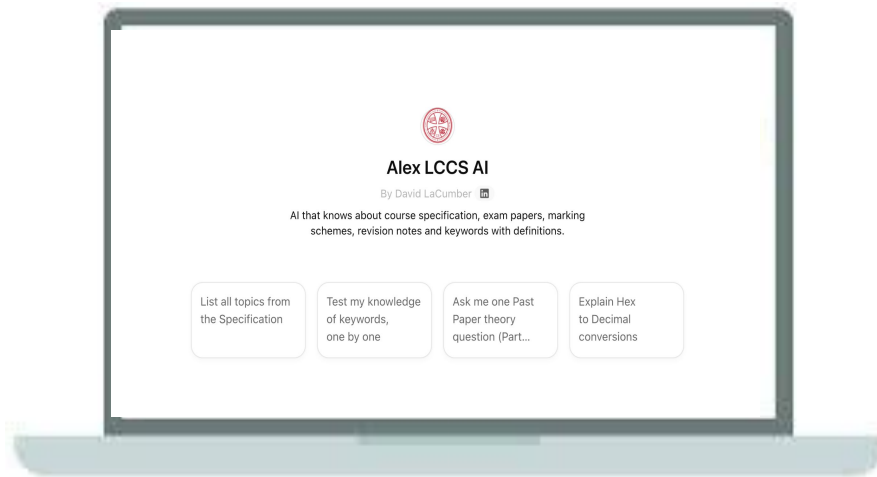 Alex LCCS AI
By David LaCumber in
AI that knows about course specification, exam papers, marking
schemes, revision notes and keywords with definitions.
List all topics from
the Specification
Test my knowledge
of keywords,
one by one
Ask me one Past
Paper theory
question (Part...
Explain Hex
to Decimal
conversions